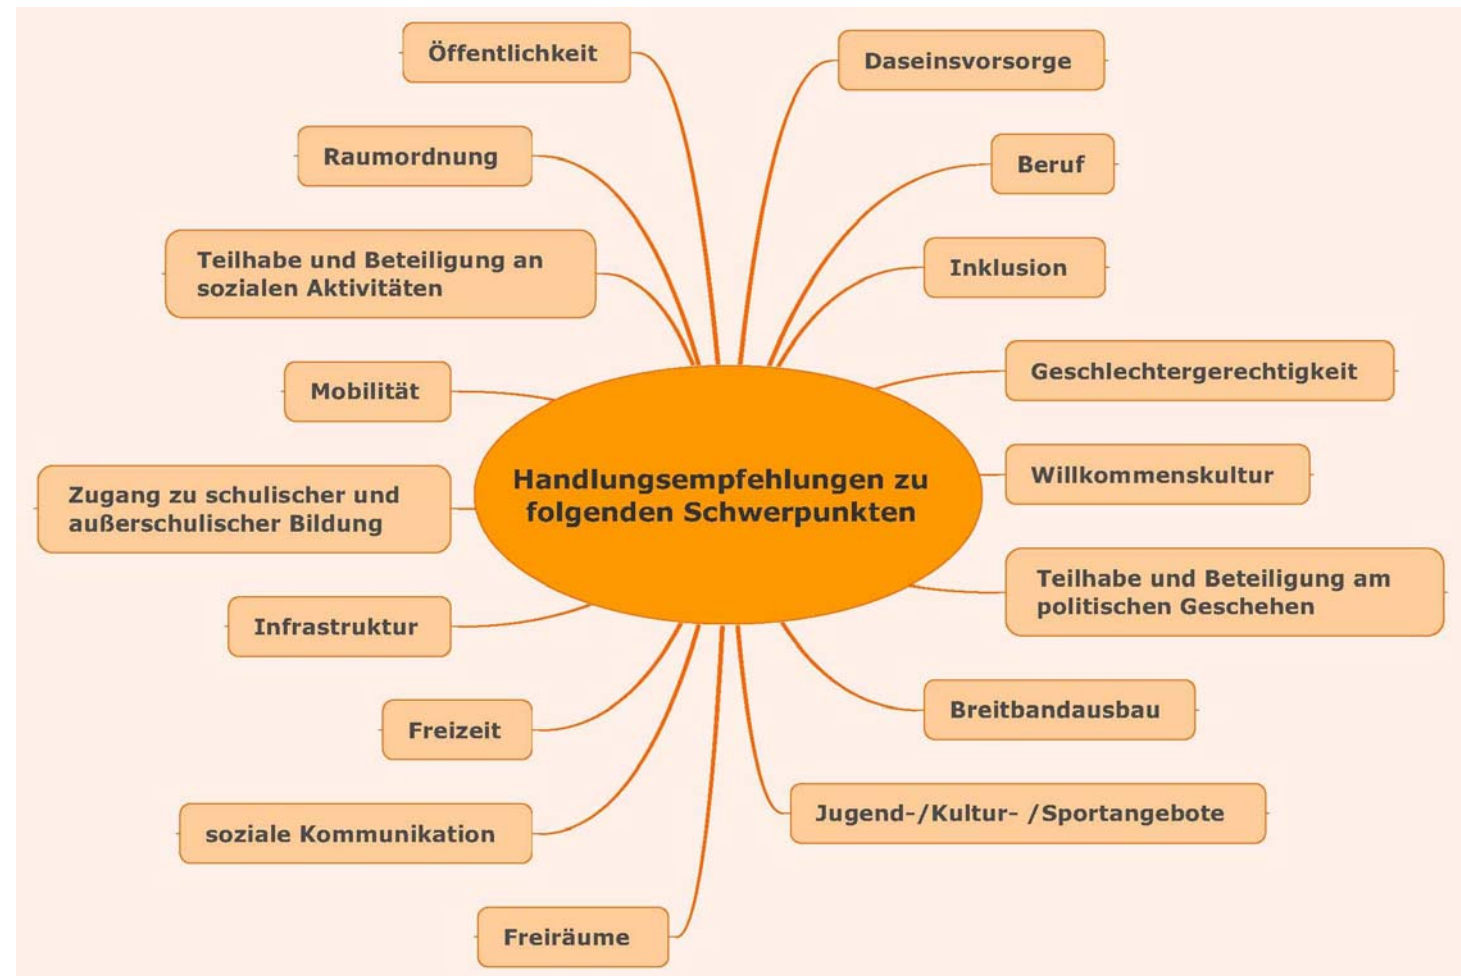 Öffentlichkeit
Daseinsvorsorge
Raumordnung
Beruf
Teilhabe und Beteiligung an
sozialen Aktivitäten
Inklusion
Mobilität
Geschlechtergerechtigkeit
Handlungsempfehlungen zu
folgenden Schwerpunkten
Zugang zu schulischer und
außerschulischer Bildung
Willkommenskultur
Infrastruktur
Teilhabe und Beteiligung am
politischen Geschehen
Freizeit
Breitbandausbau
soziale Kommunikation
Jugend-/Kultur- /Sportangebote
Freiräume